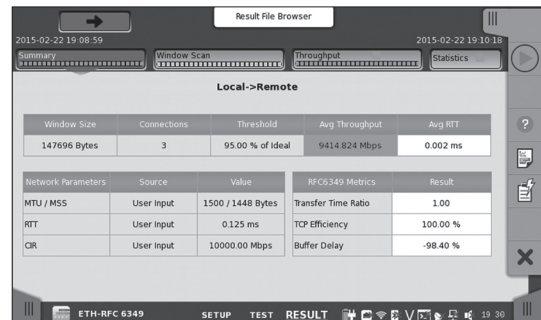 Result File Browser
2015-02-22 19:08:59
2015-02-22 19:10:18
Summary
Window Scan
Throughput
Statistics
Local->Remote
Window Size Connections Threshold Avg Throughput Avg RTT
147696 Bytes 3 95.00 % of Ideal 9414.824 Mbps 0.002 ms
Network Parameters Source Value
MTU / MSS User Input 1500 / 1448 Bytes
RTT User Input 0.125 ms
CIR User Input 10000.00 Mbps
RFC6349 Metrics Result
Transfer Time Ratio 1.00
TCP Efficiency 100.00 %
Buffer Delay -98.40 %
ETH-RFC 6349 SETUP TEST RESULT 19 30